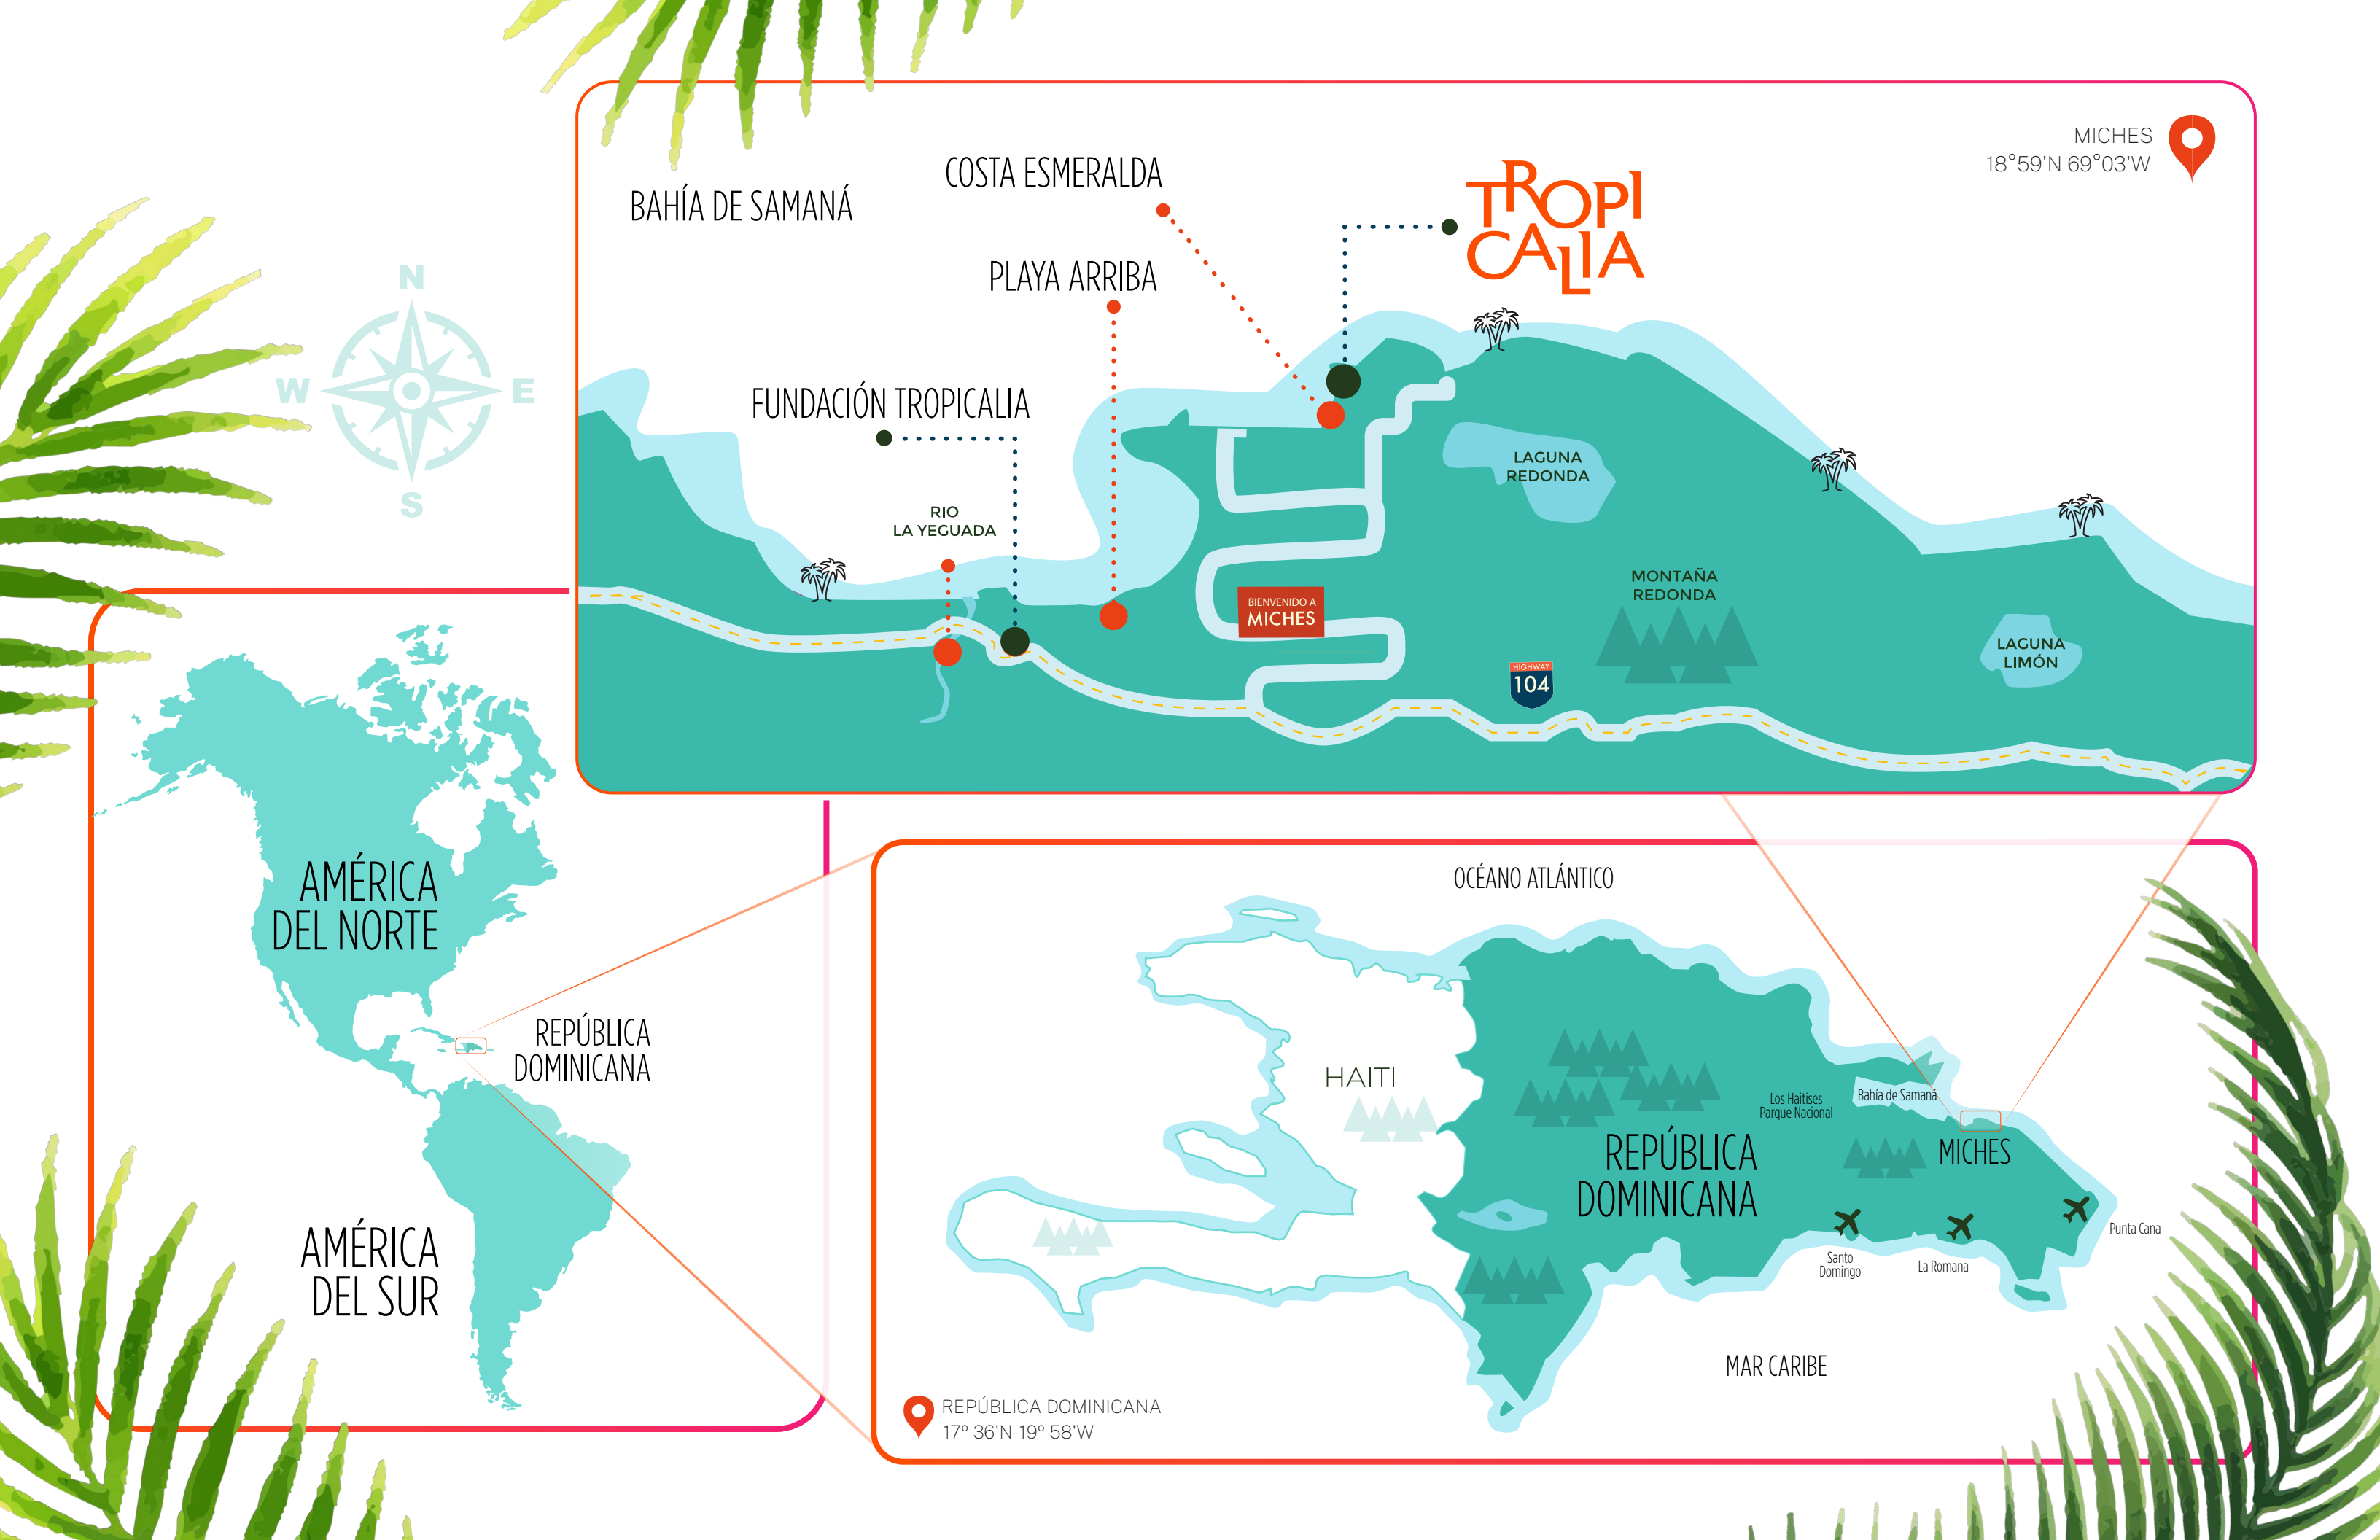 MICHES
18°59'N 69°03'W
COSTA ESMERALDA
BAHÍA DE SAMANÁ
TROPI
CALIA
PLAYA ARRIBA
FUNDACIÓN TROPICALIA
N
W
E
S
LAGUNA
REDONDA
RIO
LA YEGUADA
MONTAÑA
REDONDA
BIENVENIDO A
MICHES
LAGUNA
LIMÓN
HIGHWAY
104
AMÉRICA
DEL NORTE
REPÚBLICA
DOMINICANA
AMÉRICA
DEL SUR
OCÉANO ATLÁNTICO
HAITI
Los Haitises
Parque Nacional
Bahía de Samaná
MICHES
REPÚBLICA
DOMINICANA
Punta Cana
Santo
Domingo
La Romana
MAR CARIBE
REPÚBLICA DOMINICANA
17º 36'N-19º 58'W